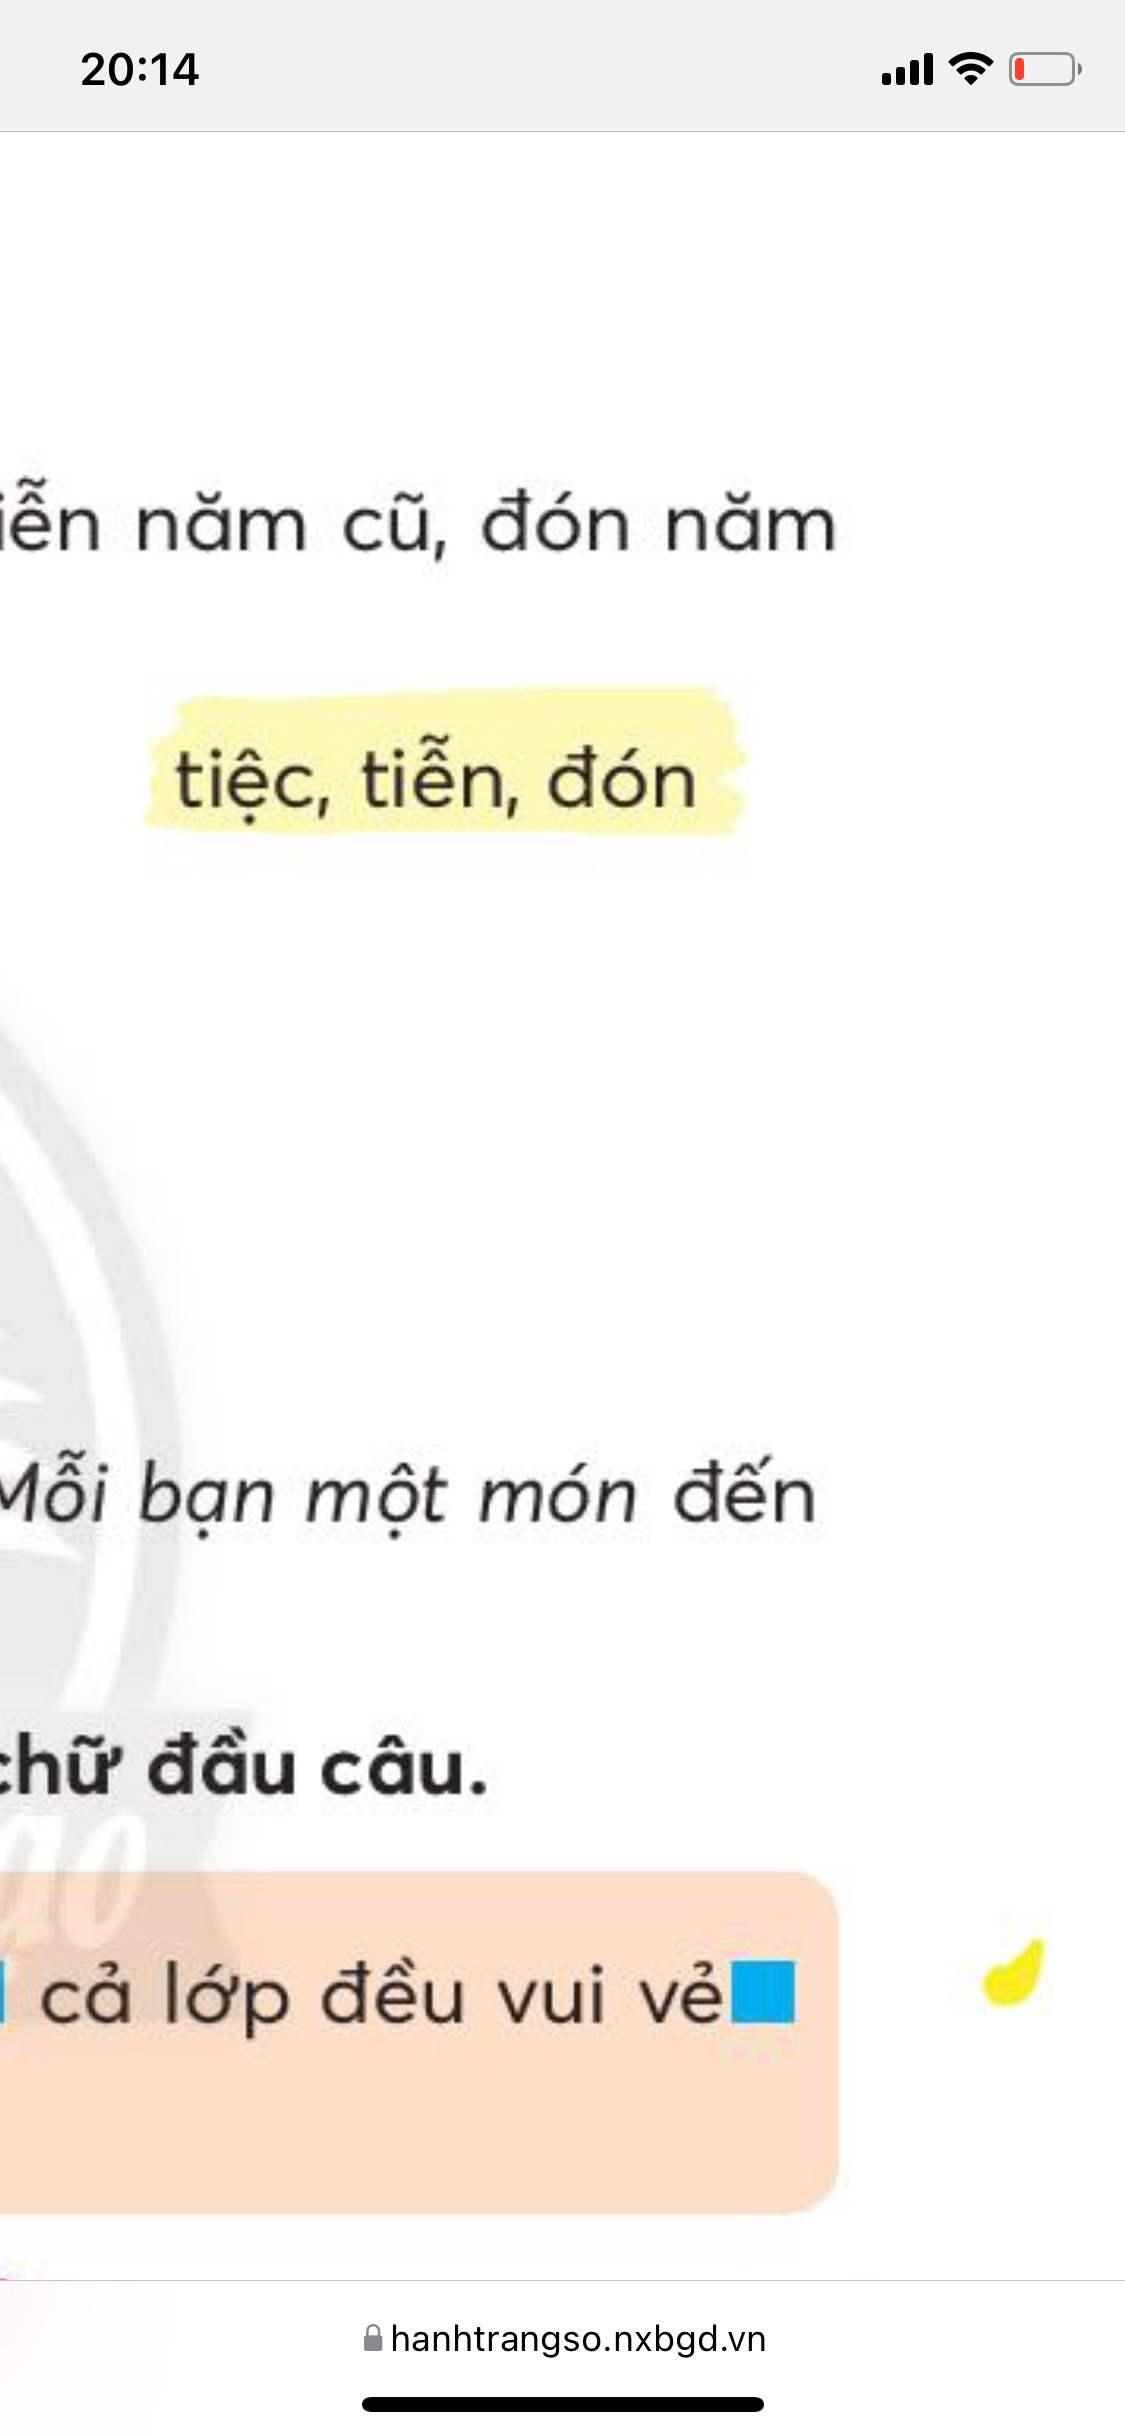 20:14
iễn năm cũ, đón năm
tiệc, tiễn, đón
Mỗi bạn một món đến
chữ đầu câu.
ạo
cả lớp đều vui vẻ
hanhtrangso.nxbgd.vn